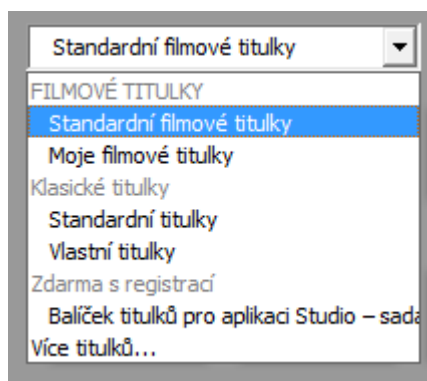 Standardní filmové titulky
FILMOVÉ TITULKY
Standardní filmové titulky
Moje filmové titulky
Klasické titulky
Standardní titulky
Vlastní titulky
Zdarma s registrací
Balíček titulků pro aplikaci Studio – sada
Více titulků...